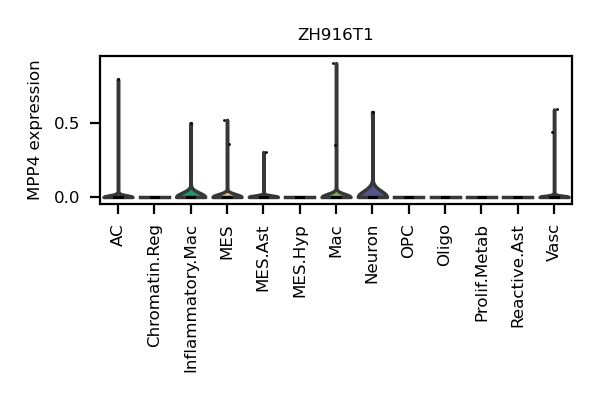 ZH916T1
MPP4 expression
0.5
0.0
AC
Chromatin.Reg
Inflammatory.Mac
MES
MES.Ast
MES.Hyp
Mac
Neuron
OPC
Oligo
Prolif.Metab
Reactive.Ast
Vasc